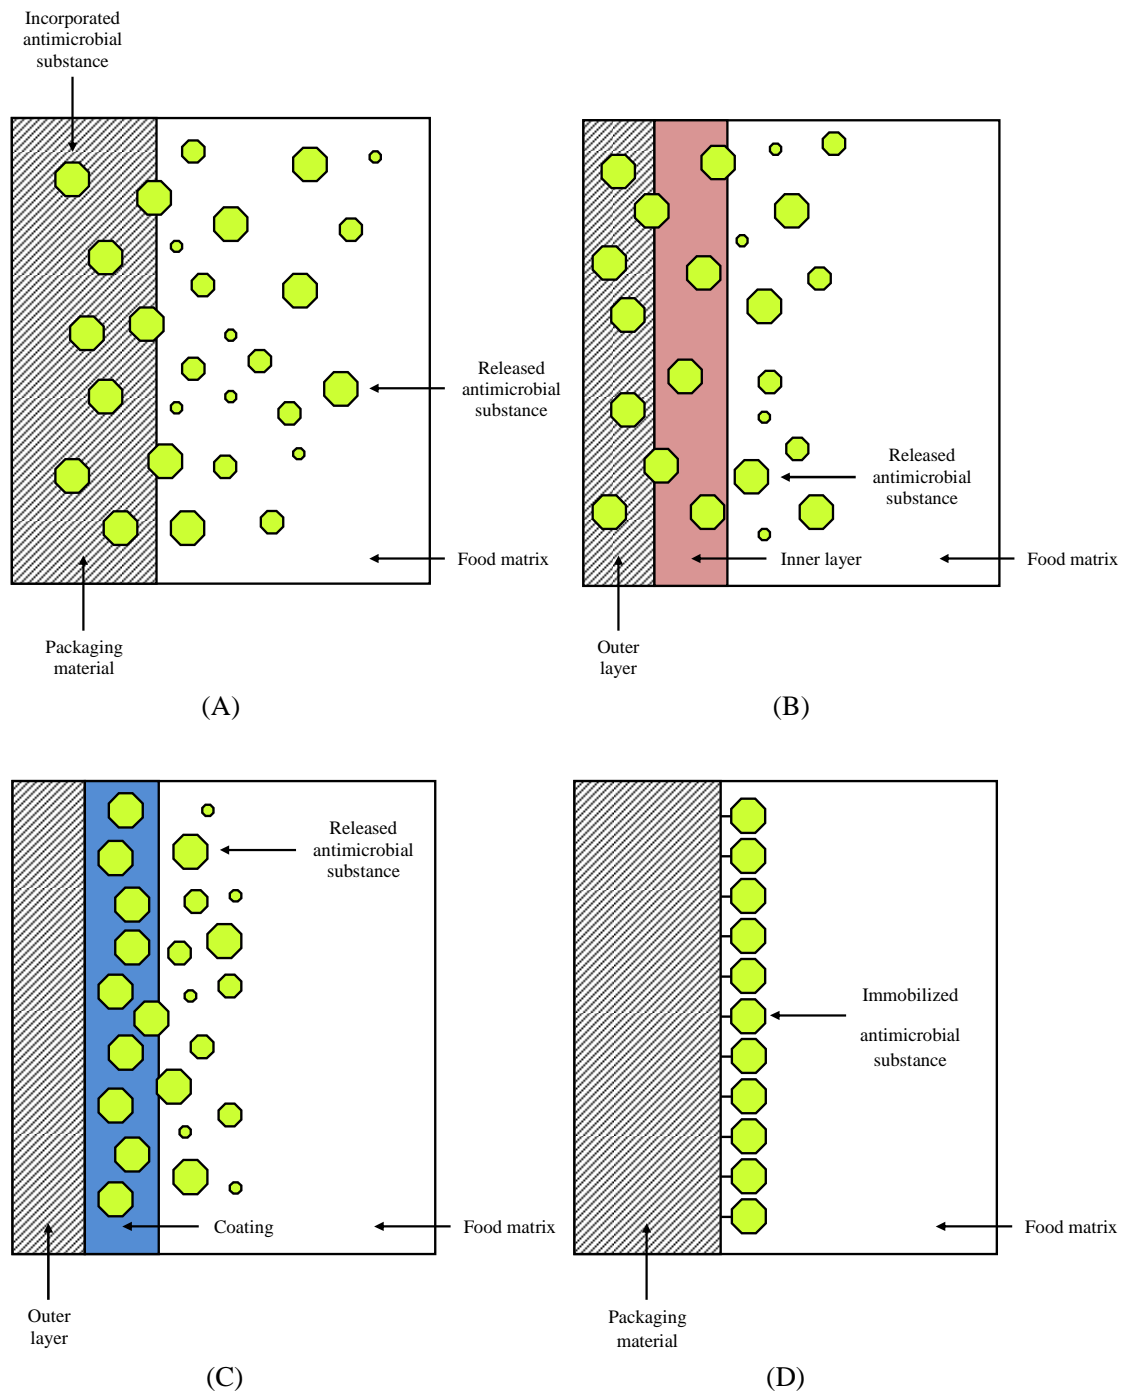 Incorporated
antimicrobial
substance
Released
antimicrobial
substance
Food matrix
Packaging
material
(A)
Released
antimicrobial
substance
Inner layer
Food matrix
Outer
layer
(B)
Released
antimicrobial
substance
Coating
Food matrix
Outer
layer
(C)
Immobilized
antimicrobial
substance
Food matrix
Packaging
material
(D)